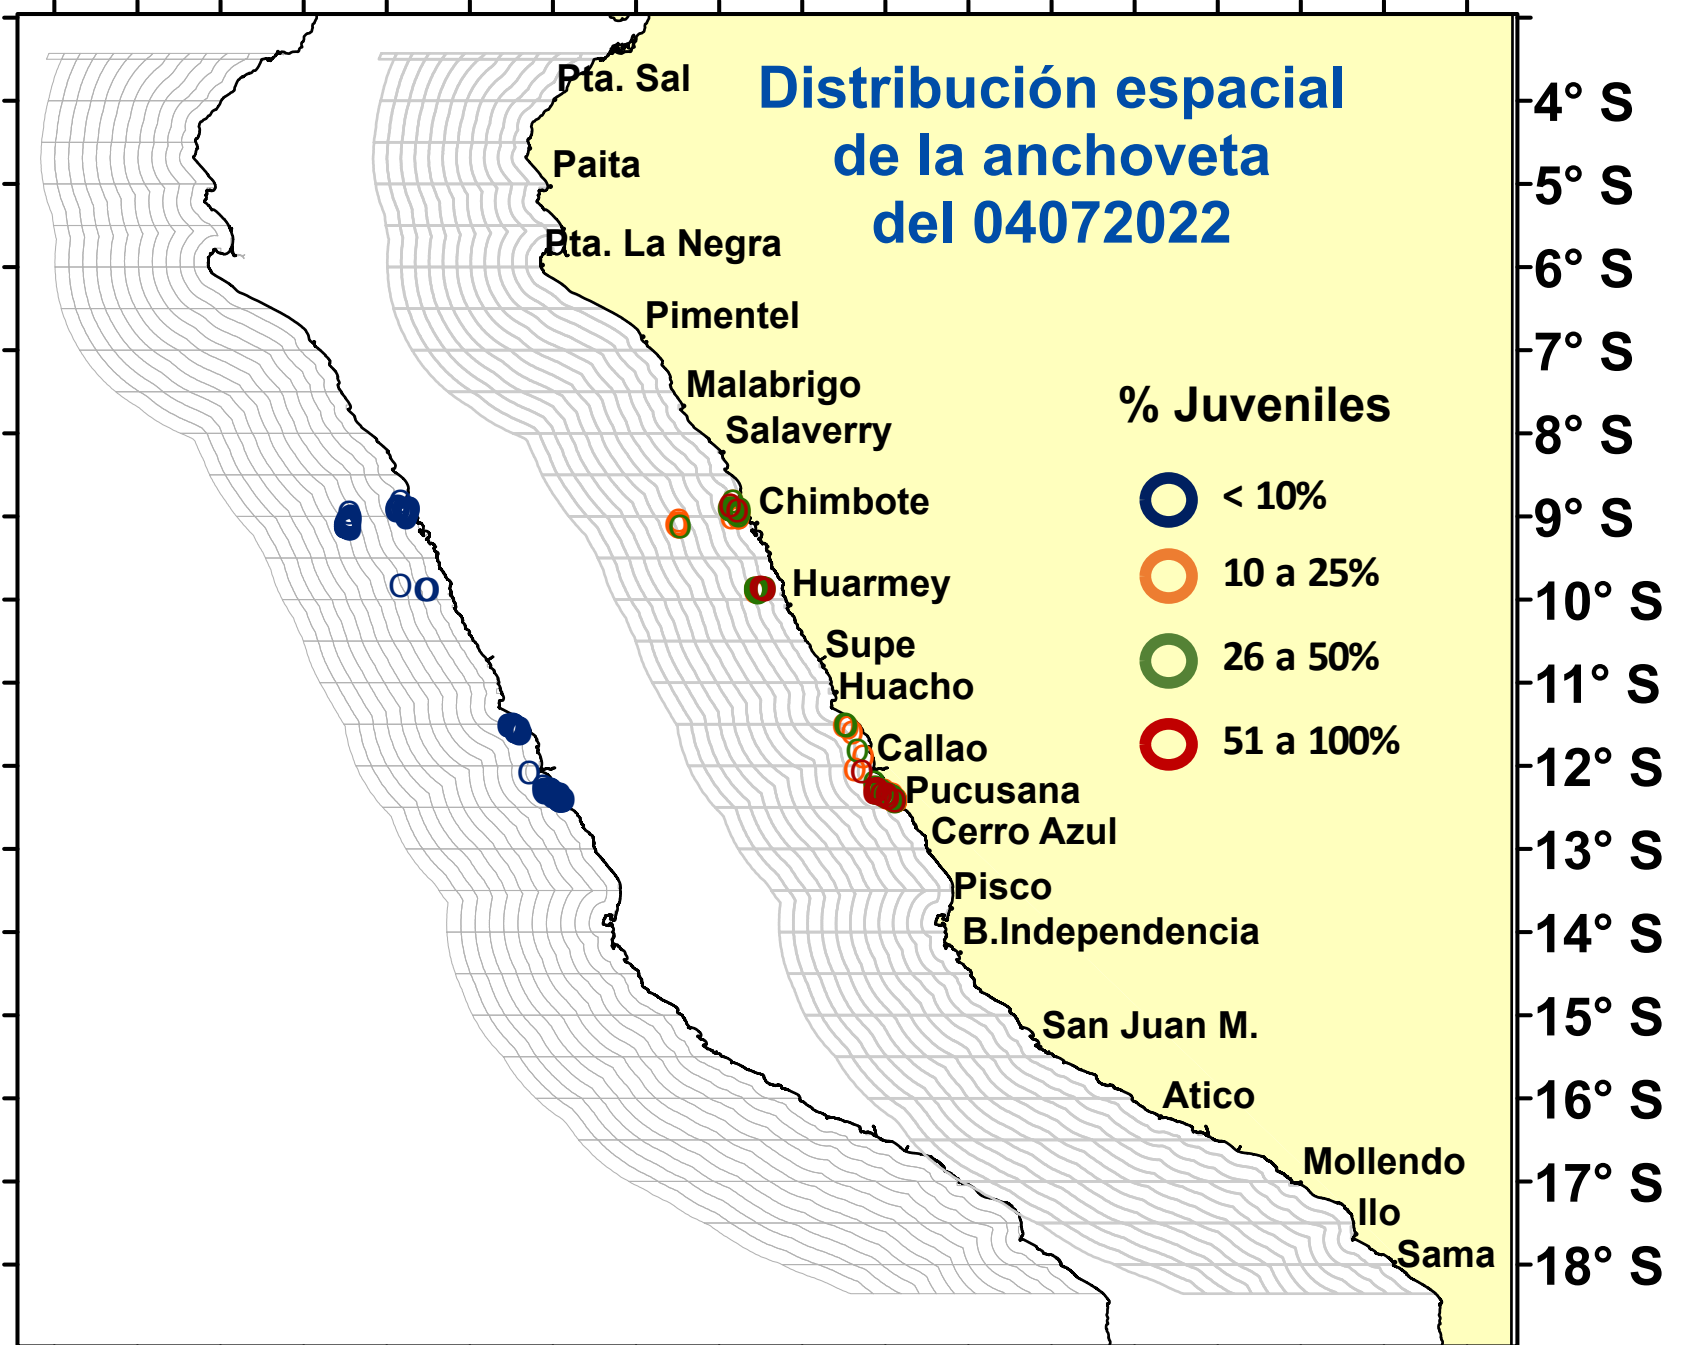 Distribución espacial
de la anchoveta
del 04072022
Pta. Sal
Paita
Pta. La Negra
Pimentel
Malabrigo
Salaverry
Chimbote
Huarmey
Supe
Huacho
Callao
Pucusana
Cerro Azul
Pisco
B.Independencia
San Juan M.
Atico
Mollendo
Ilo
Sama
% Juveniles
< 10%
10 a 25%
26 a 50%
51 a 100%
4° S
5° S
6° S
7° S
8° S
9° S
10° S
11° S
12° S
13° S
14° S
15° S
16° S
17° S
18° S